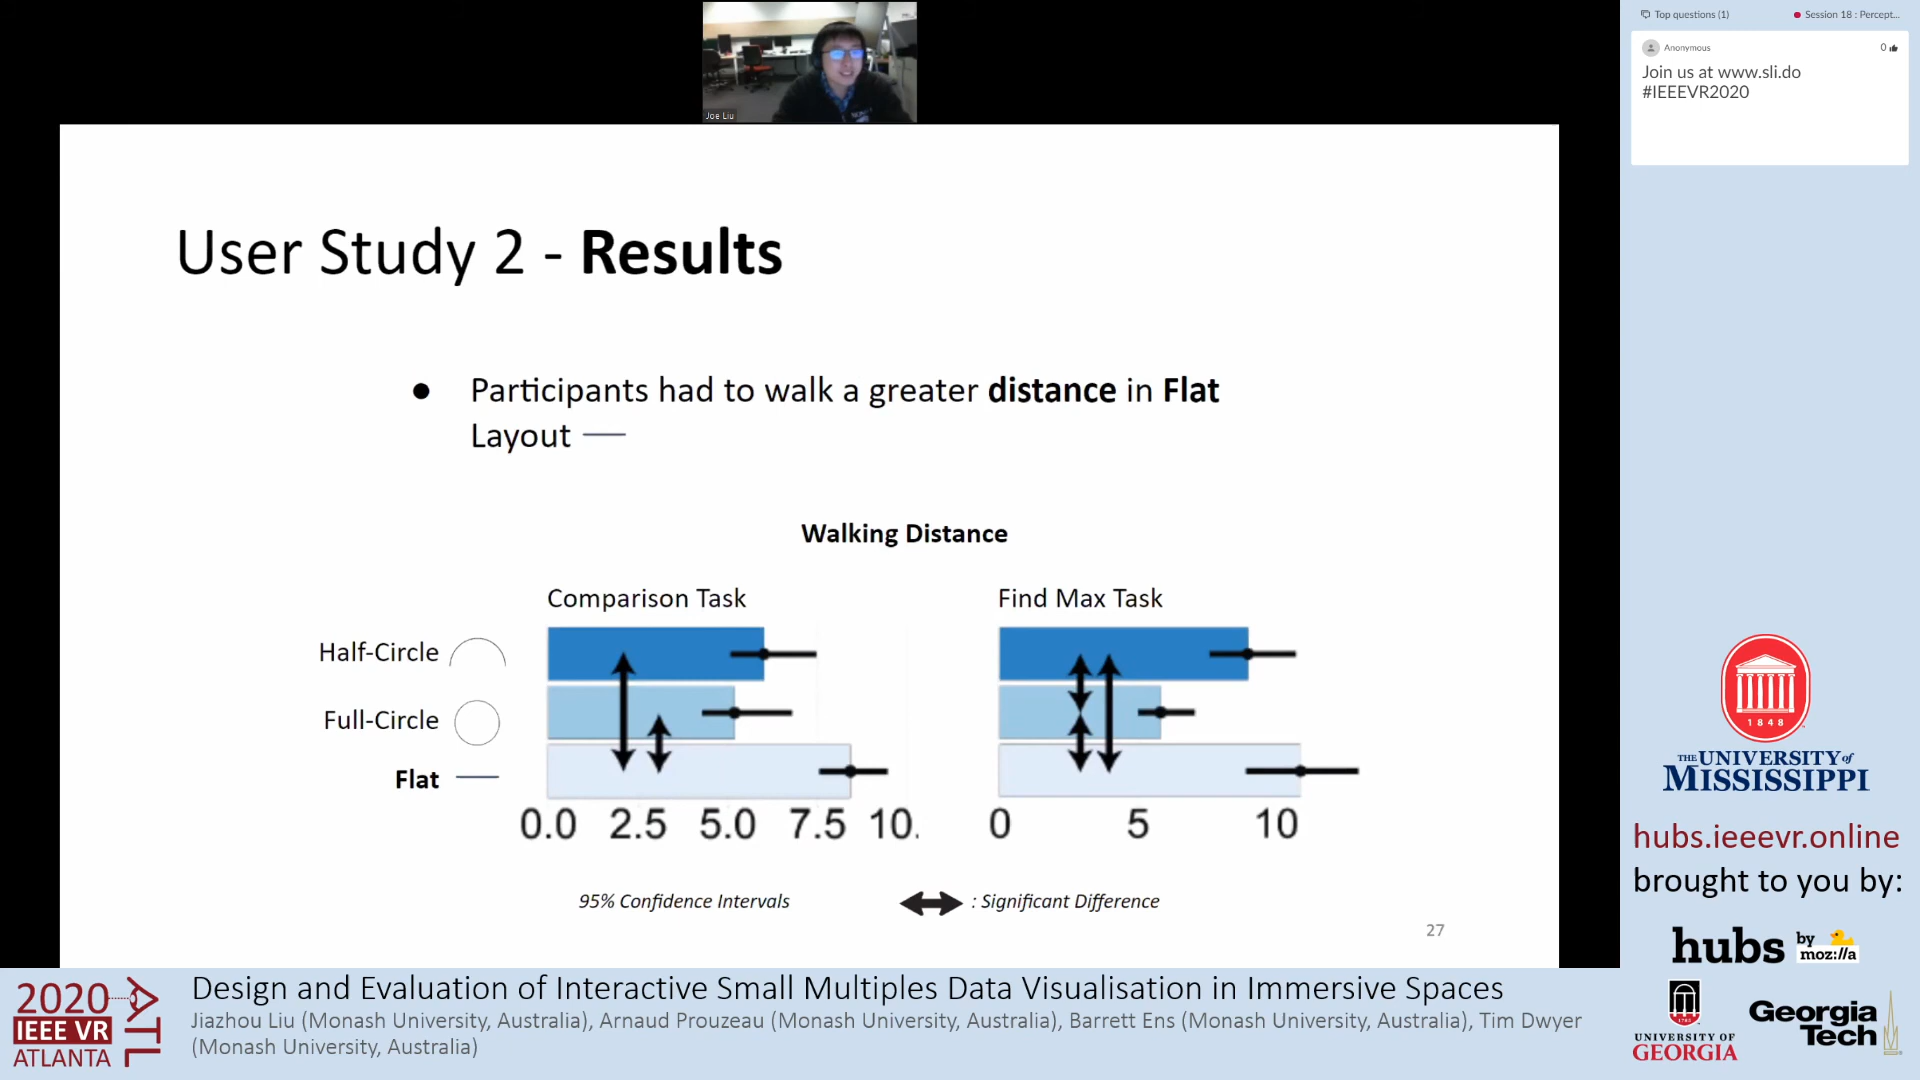 Joe Liu
User Study 2 - Results
● Participants had to walk a greater distance in Flat
Layout
Walking Distance
Comparison Task
Find Max Task
Half-Circle
Full-Circle
Flat
0.0 2.5 5.0 7.5 10.
0 5 10
95% Confidence Intervals
: Significant Difference
27
Top questions (1)
Session 18 : Percept...
Anonymous
0
Join us at www.sli.do
#IEEEVR2020
1848
THE UNIVERSITY of
MISSISSIPPI
hubs.ieeevr.online
brought to you by:
hubs by
moz://a
UNIVERSITY OF
GEORGIA
Georgia
Tech
2020
IEEE VR
ATLANTA
ATL
Design and Evaluation of Interactive Small Multiples Data Visualisation in Immersive Spaces
Jiazhou Liu (Monash University, Australia), Arnaud Prouzeau (Monash University, Australia), Barrett Ens (Monash University, Australia), Tim Dwyer
(Monash University, Australia)